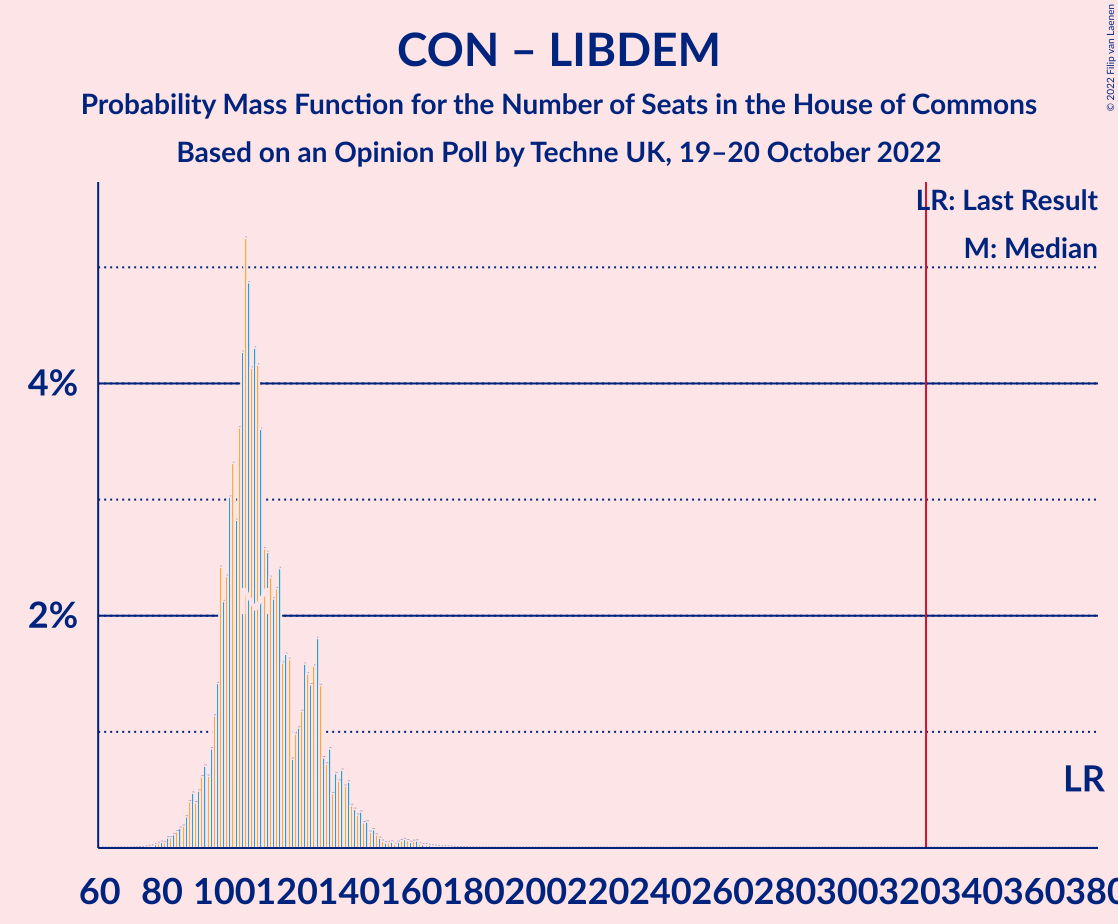 CON – LIBDEM
Probability Mass Function for the Number of Seats in the House of Commons
Based on an Opinion Poll by Techne UK, 19–20 October 2022
© 2022 Filip van Laenen
LR: Last Result
M: Median
4%
2%
LR
60 80 100 120 140 160 180 200 220 240 260 280 300 320 340 360 380